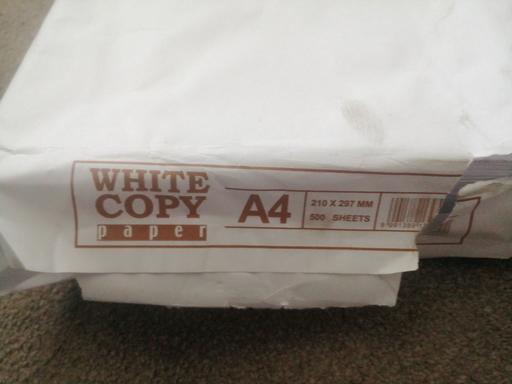 WHITE
COPY
paper
A4
210 X 297 MM
500 SHEETS